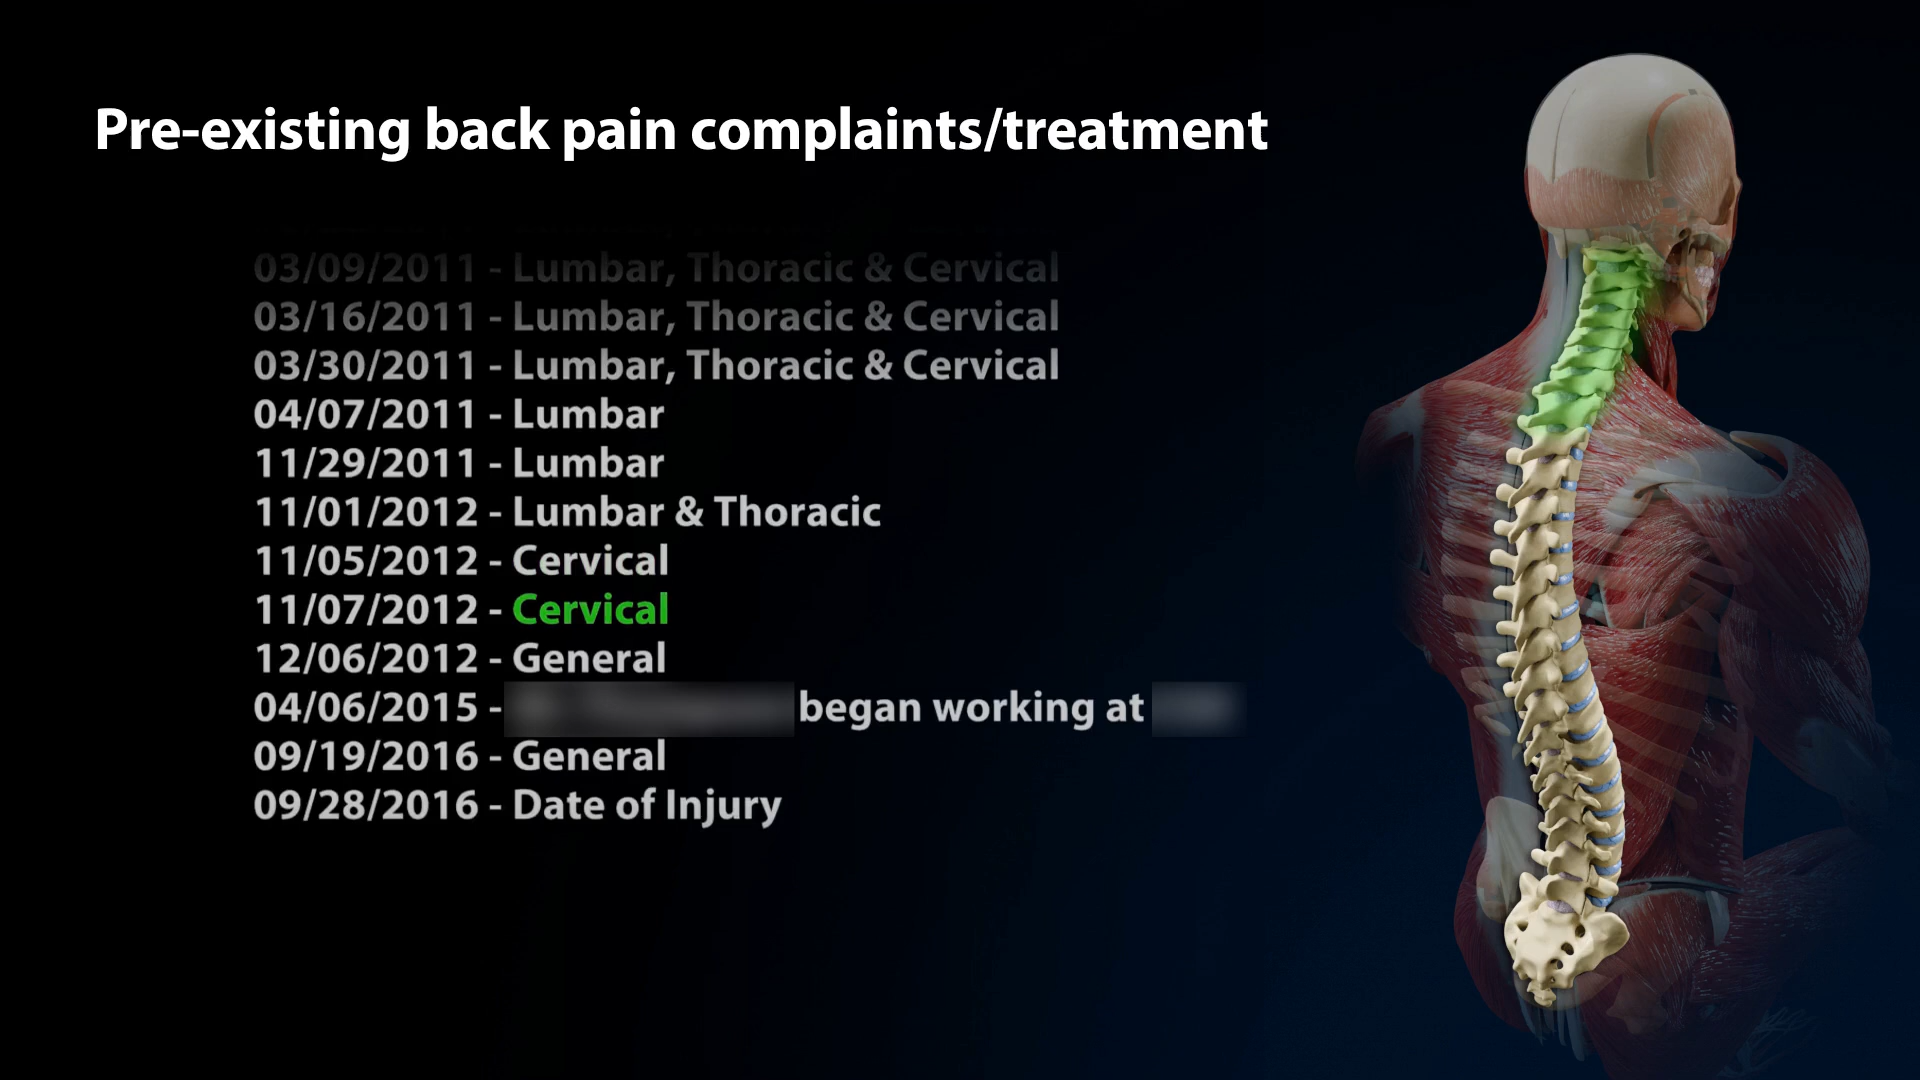 Pre-existing back pain complaints/treatment
03/09/2011 - Lumbar, Thoracic & Cervical
03/16/2011 - Lumbar, Thoracic & Cervical
03/30/2011 - Lumbar, Thoracic & Cervical
04/07/2011 - Lumbar
11/29/2011 - Lumbar
11/01/2012 - Lumbar & Thoracic
11/05/2012 - Cervical
11/07/2012 - Cervical
12/06/2012 - General
04/06/2015 - began working at
09/19/2016 - General
09/28/2016 - Date of Injury